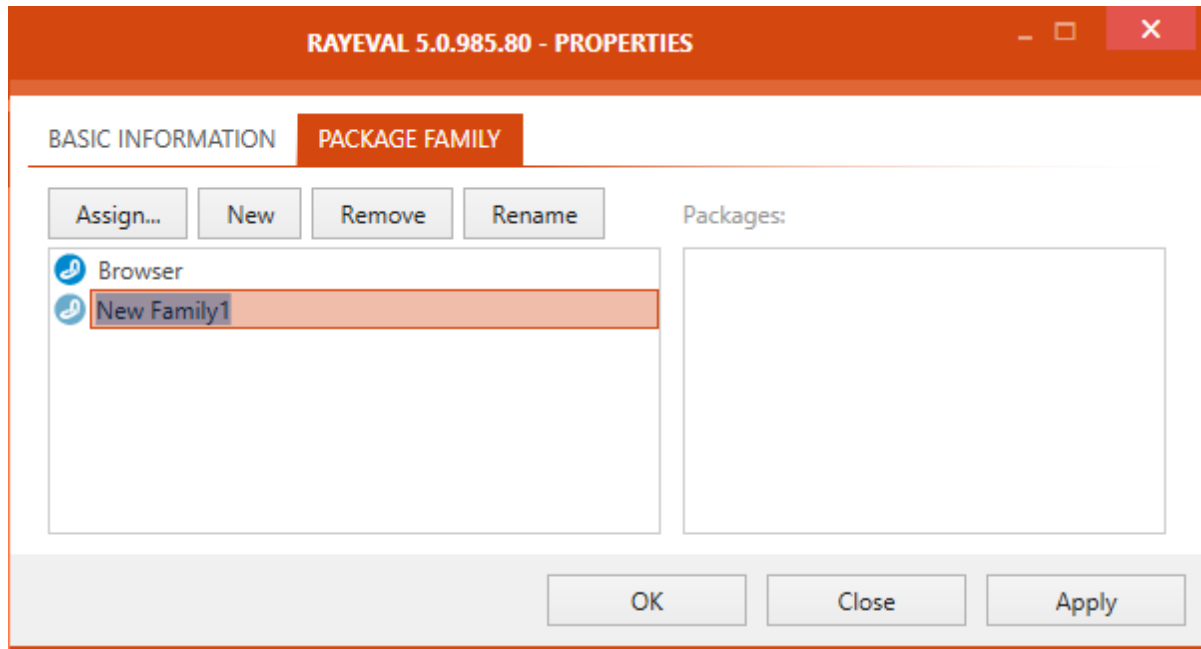 RAYEVAL 5.0.985.80 - PROPERTIES
BASIC INFORMATION PACKAGE FAMILY
Assign... New Remove Rename Packages:
Browser
New Family1
OK Close Apply